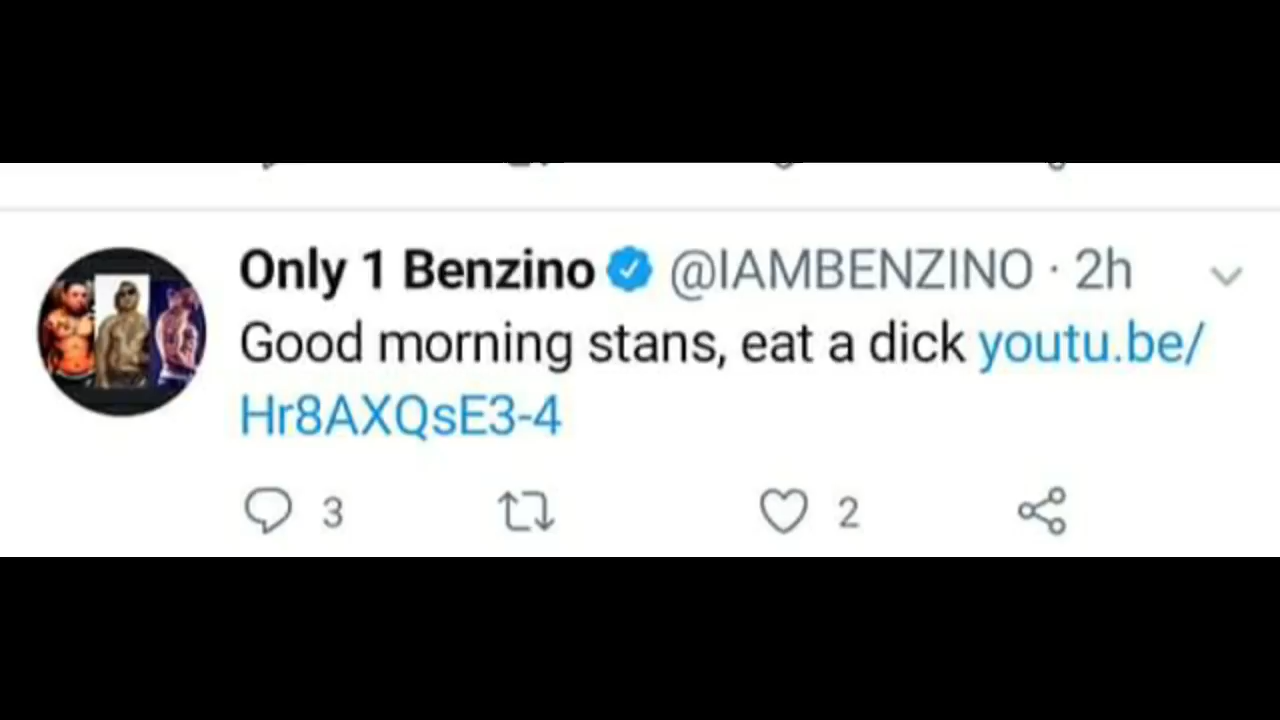 Only 1 Benzino @IAMBENZINO · 2h
Good morning stans, eat a dick youtu.be/
Hr8AXQsE3-4
3 2